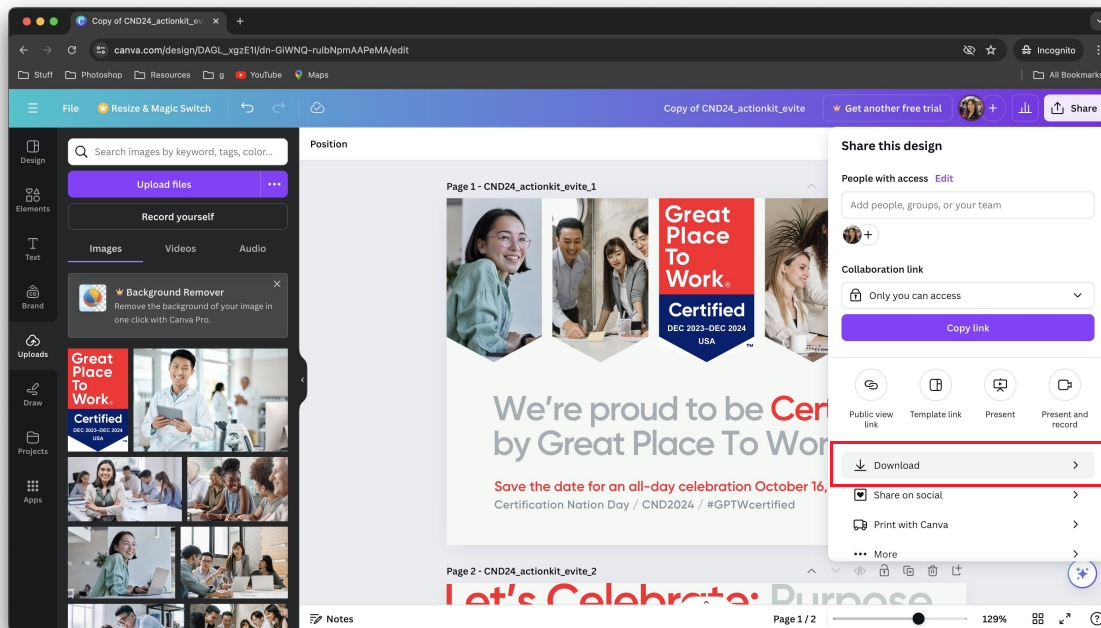 Copy of CND24_actionkit_evi
canva.com/design/DAGL_xgzE1I/dn-GiWNQ-rulbNpmAAPeMA/edit
Incognito
Stuff
Photoshop
Resources
g
YouTube
Maps
All Bookmarks
File
Resize & Magic Switch
Copy of CND24_actionkit_evite
Get another free trial
Share
Design
Elements
Text
Brand
Uploads
Draw
Projects
Apps
Search images by keyword, tags, color...
Upload files
Record yourself
Images
Videos
Audio
Background Remover
Remove the background of your image in
one click with Canva Pro.
Great
Place
To
Work.
Certified
DEC 2023–DEC 2024
USA
Position
Page 1 - CND24_actionkit_evite_1
Great
Place
To
Work®
Certified
DEC 2023–DEC 2024
USA
™
We’re proud to be Cert
by Great Place To Wor
Save the date for an all-day celebration October 16,
Certification Nation Day / CND2024 / #GPTWcertified
Page 2 - CND24_actionkit_evite_2
Let's Celebrate: Purpose
Share this design
People with access Edit
Add people, groups, or your team
Collaboration link
Only you can access
Copy link
Public view
link
Template link
Present
Present and
record
Download
Share on social
Print with Canva
More
Notes
Page 1 / 2
129%